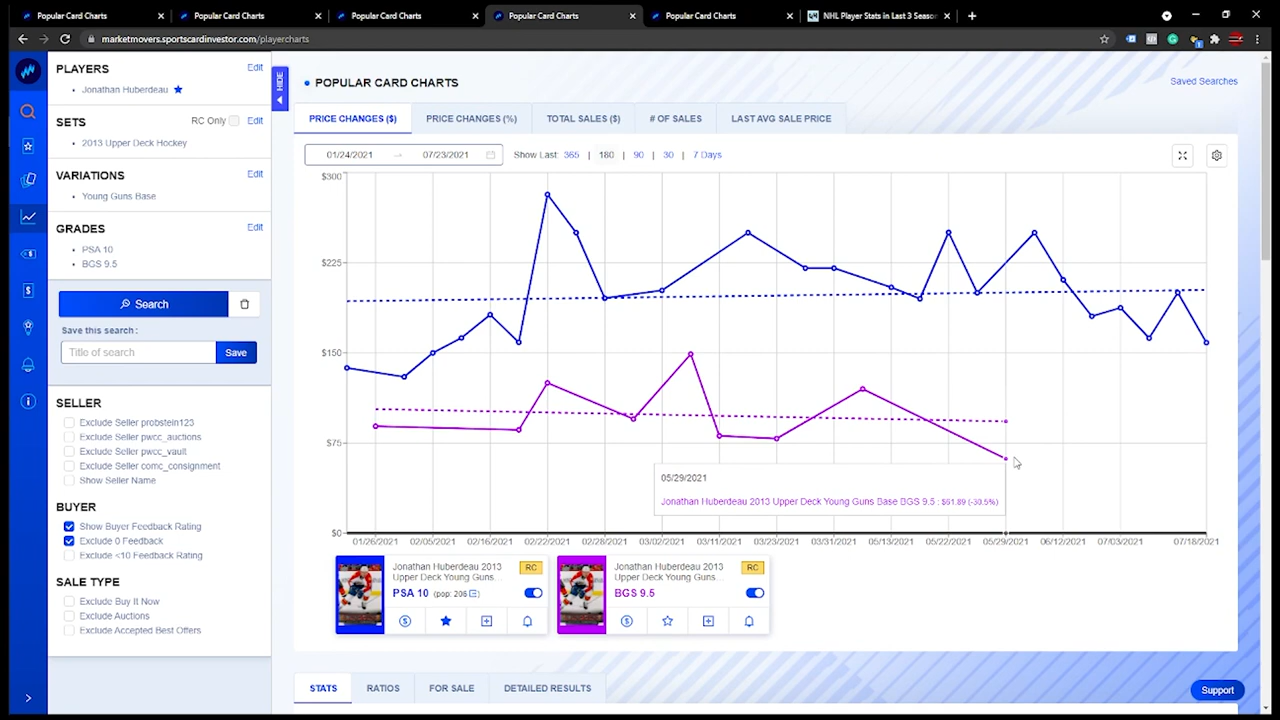 Popular Card Charts
Popular Card Charts
Popular Card Charts
Popular Card Charts
Popular Card Charts
NHL Player Stats in Last 3 Season
marketmovers.sportscardinvestor.com/playercharts
PLAYERS
Edit
Jonathan Huberdeau
SETS
RC Only
Edit
2013 Upper Deck Hockey
VARIATIONS
Edit
Young Guns Base
GRADES
Edit
PSA 10
BGS 9.5
Search
Save this search:
Title of search
Save
SELLER
Exclude Seller probstein123
Exclude Seller pwcc_auctions
Exclude Seller pwcc_vault
Exclude Seller comc_consignment
Show Seller Name
BUYER
Show Buyer Feedback Rating
Exclude 0 Feedback
Exclude <10 Feedback Rating
SALE TYPE
Exclude Buy It Now
Exclude Auctions
Exclude Accepted Best Offers
HIDE
POPULAR CARD CHARTS
Saved Searches
PRICE CHANGES ($)
PRICE CHANGES (%)
TOTAL SALES ($)
# OF SALES
LAST AVG SALE PRICE
01/24/2021 → 07/23/2021
Show Last: 365 | 180 | 90 | 30 | 7 Days
$300
$225
$150
$75
$0
05/29/2021
Jonathan Huberdeau 2013 Upper Deck Young Guns Base BGS 9.5 : $61.89 (-30.5%)
01/26/2021 02/05/2021 02/16/2021 02/22/2021 02/28/2021 03/02/2021 03/11/2021 03/23/2021 03/31/2021 05/13/2021 05/22/2021 05/29/2021 06/12/2021 07/03/2021 07/18/2021
Jonathan Huberdeau 2013
Upper Deck Young Guns...
RC
PSA 10 (pop: 206)
Jonathan Huberdeau 2013
Upper Deck Young Guns...
RC
BGS 9.5
STATS
RATIOS
FOR SALE
DETAILED RESULTS
Support